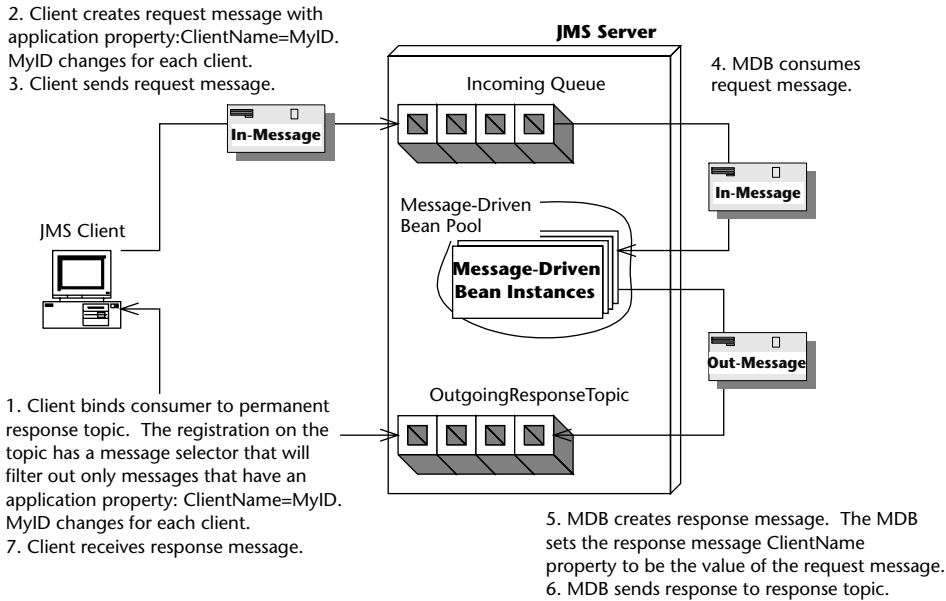 2. Client creates request message with
application property:ClientName=MyID.
MyID changes for each client.
3. Client sends request message.
JMS Server
4. MDB consumes
request message.
Incoming Queue
In-Message
In-Message
Message-Driven
Bean Pool
JMS Client
Message-Driven
Bean Instances
Out-Message
OutgoingResponseTopic
1. Client binds consumer to permanent
response topic. The registration on the
topic has a message selector that will
filter out only messages that have an
application property: ClientName=MyID.
MyID changes for each client.
7. Client receives response message.
5. MDB creates response message. The MDB
sets the response message ClientName
property to be the value of the request message.
6. MDB sends response to response topic.